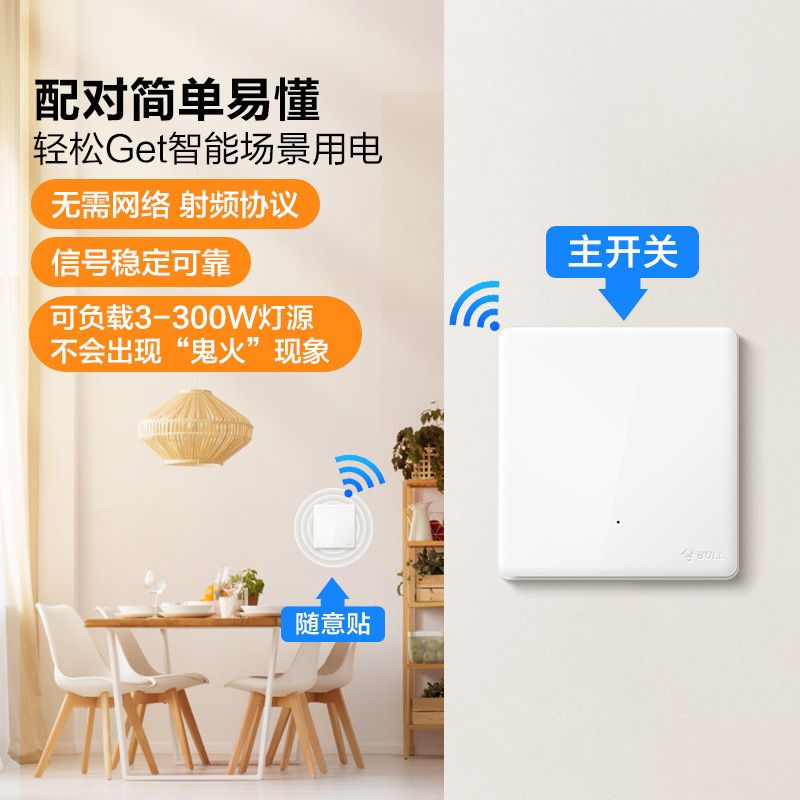 配对简单易懂
轻松Get智能场景用电
无需网络 射频协议
信号稳定可靠
可负载3-300W灯源
不会出现“鬼火”现象
主开关
BULL
随意贴